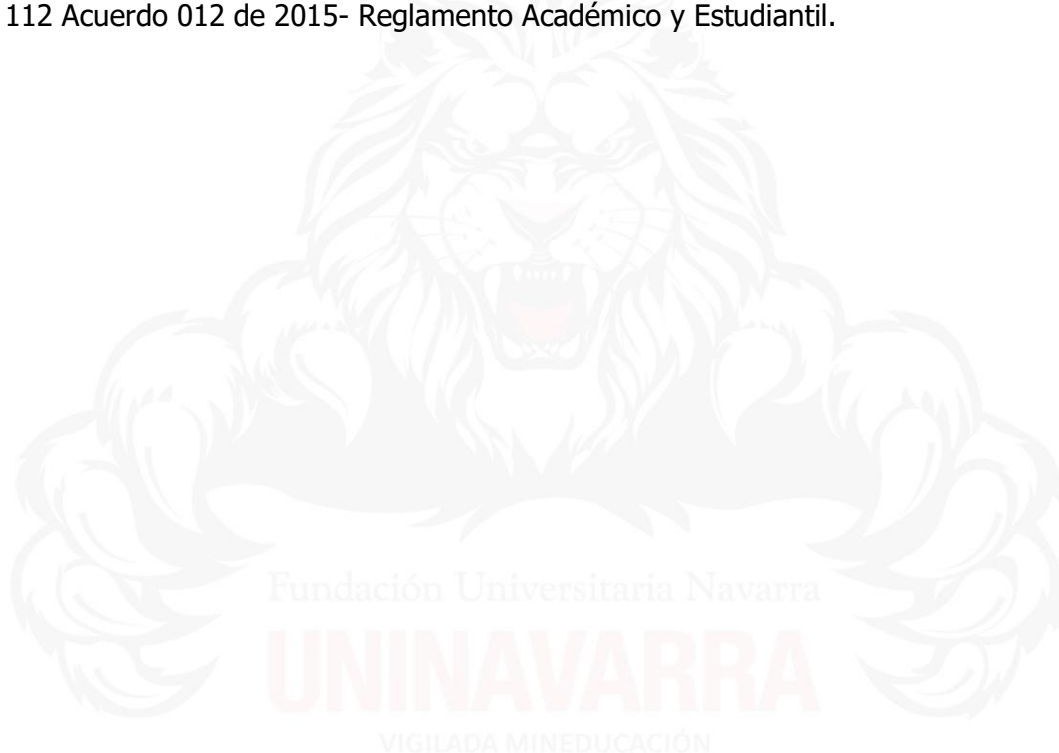 112 Acuerdo 012 de 2015- Reglamento Académico y Estudiantil.
Fundación Universitaria Navarra
UNINAVARRA
VIGILADA MINEDUCACIÓN